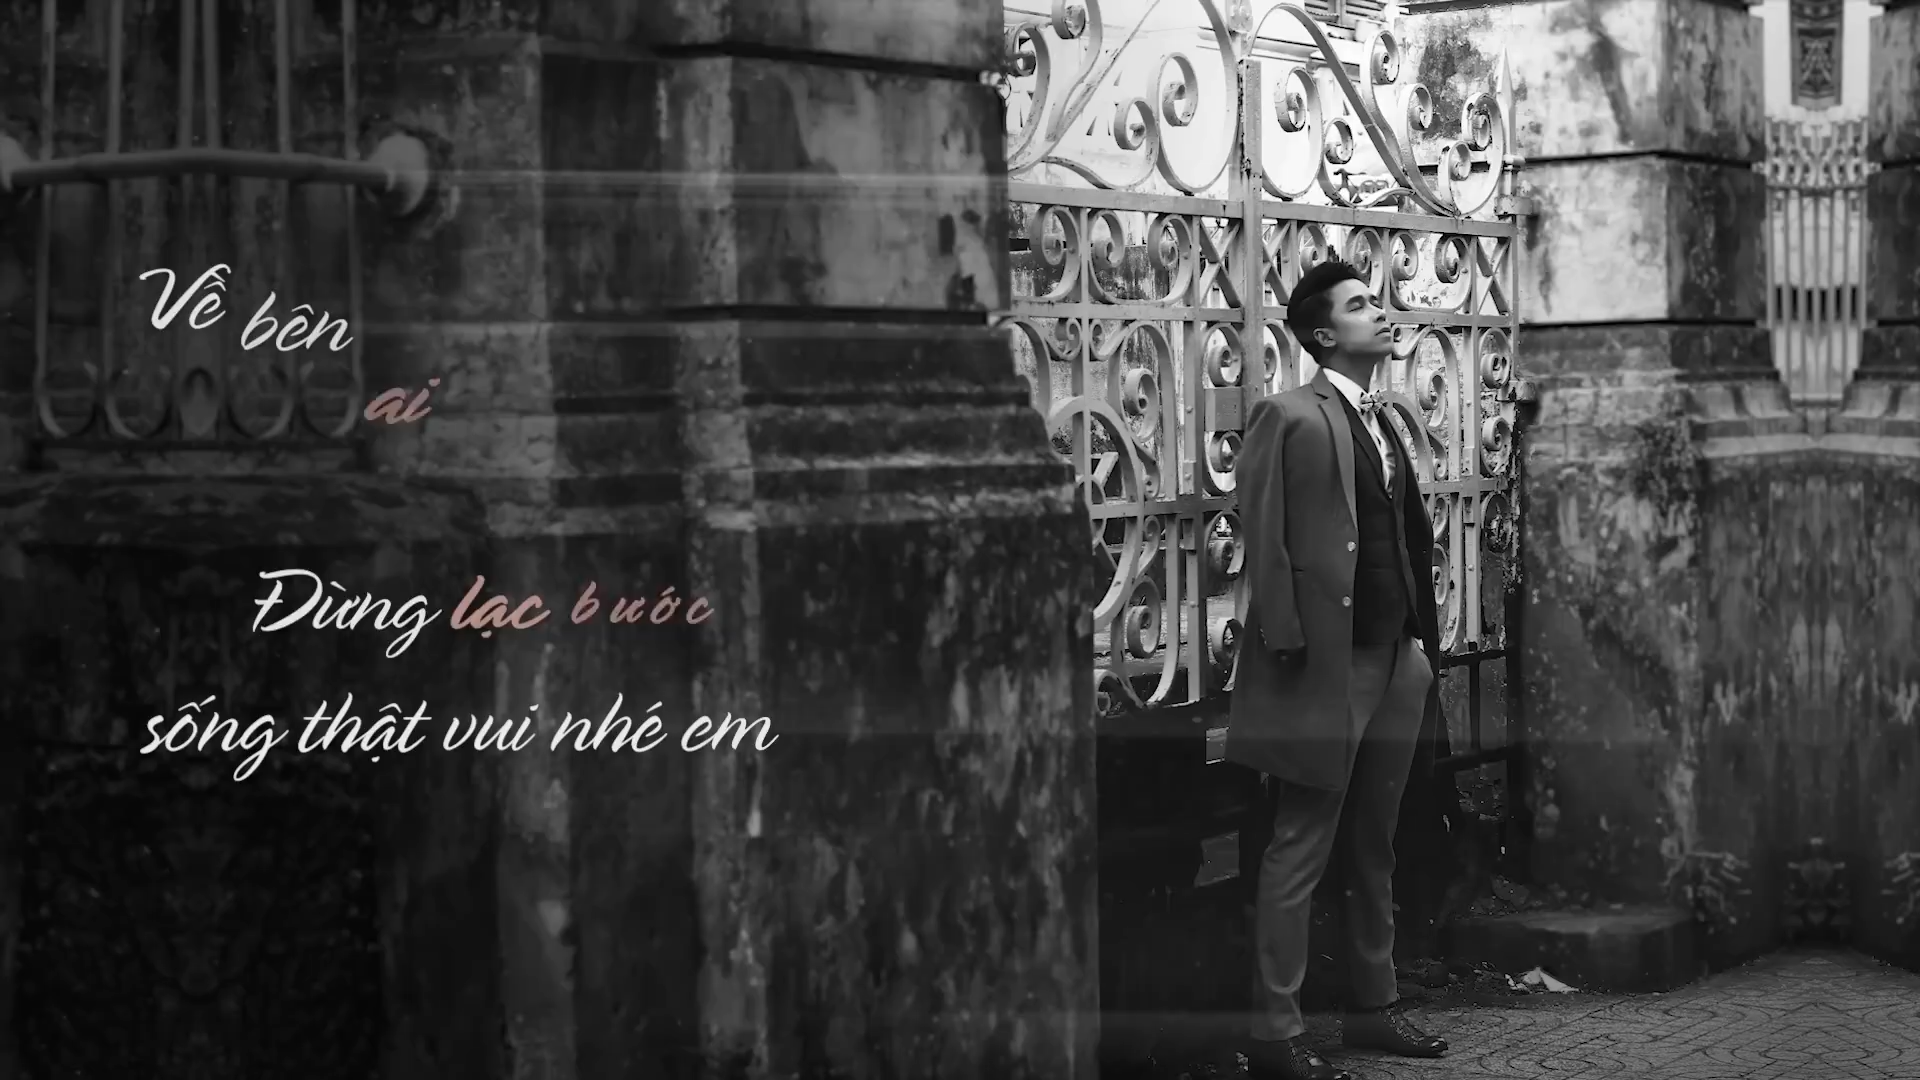 Về bên
ai
Đừng lạc bước
sống thật vui nhé em